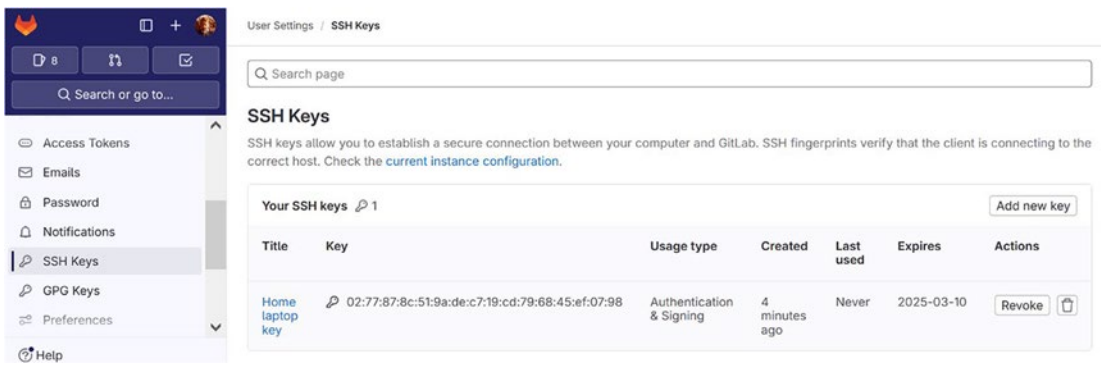 User Settings / SSH Keys
8
Search or go to...
Access Tokens
Emails
Password
Notifications
SSH Keys
GPG Keys
Preferences
Help
Search page
SSH Keys
SSH keys allow you to establish a secure connection between your computer and GitLab. SSH fingerprints verify that the client is connecting to the
correct host. Check the current instance configuration.
Your SSH keys 1
Add new key
Title Key Usage type Created Last used Expires Actions
Home laptop key 02:77:87:8c:51:9a:de:c7:19:cd:79:68:45:ef:07:98 Authentication & Signing 4 minutes ago Never 2025-03-10 Revoke